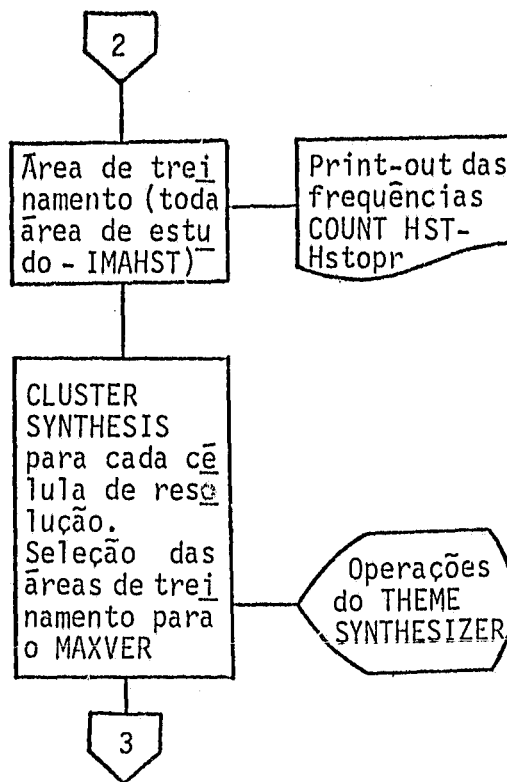 2
Área de trei
namento (toda
área de estu
do - IMAHST)
Print-out das
frequências
COUNT HST-
Hstopr
CLUSTER
SYNTHESIS
para cada cé
lula de reso
lução.
Seleção das
áreas de trei
namento para
o MAXVER
Operações
do THEME
SYNTHESIZER
3